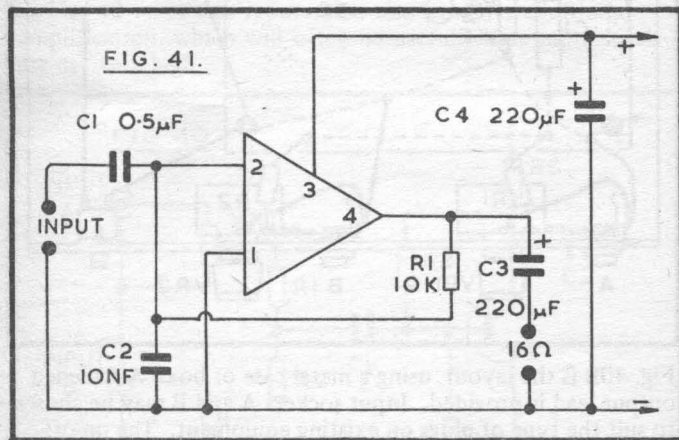 FIG. 41.
C1 0·5µF
C4 220µF
+
+
2
3
4
1
INPUT
R1
10K
+
C3
220µF
C2
10NF
16Ω